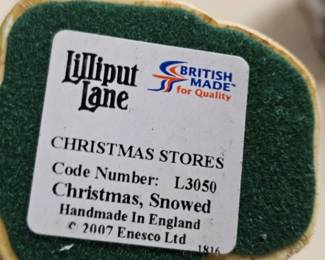 Lilliput
Lane
BRITISH
MADE™
for Quality
CHRISTMAS STORES
Code Number: L3050
Christmas, Snowed
Handmade In England
© 2007 Enesco Ltd
1816